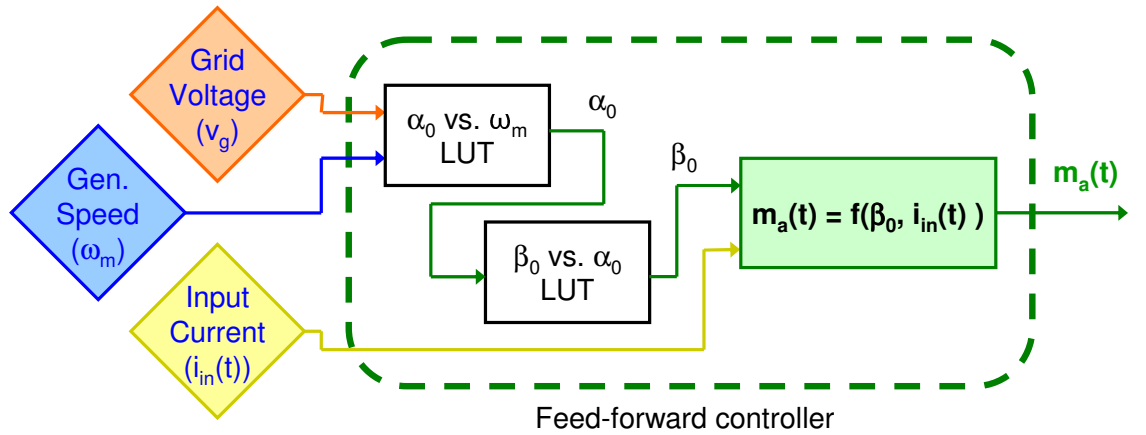 Grid
Voltage
(v_g)
Gen.
Speed
(ω_m)
Input
Current
(i_in(t))
α_0 vs. ω_m
LUT
α_0
β_0 vs. α_0
LUT
β_0
m_a(t) = f(β_0, i_in(t) )
m_a(t)
Feed-forward controller